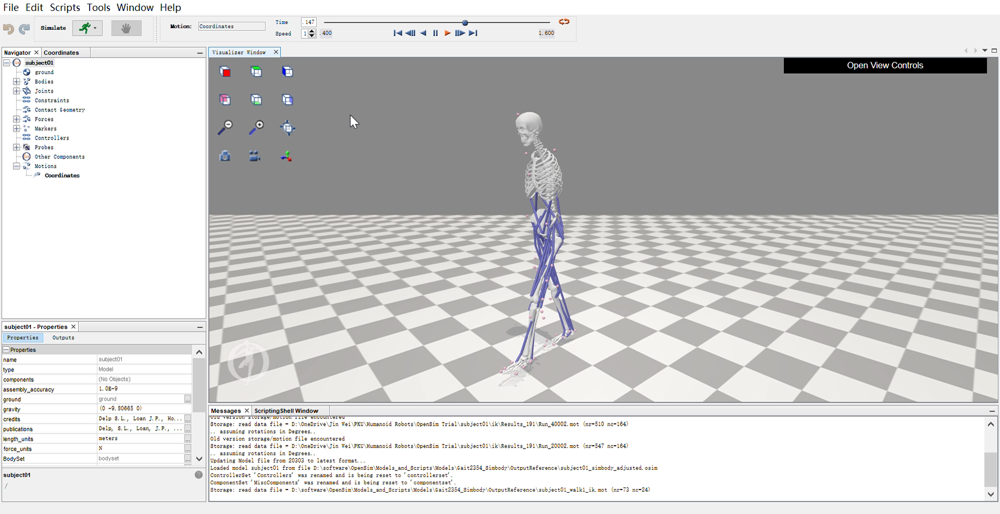 File Edit Scripts Tools Window Help
Simulate
Motion: Coordinates
Time .147
Speed 1 .400 1.600
Navigator Coordinates
subject01
ground
Bodies
Joints
Constraints
Contact Geometry
Forces
Markers
Controllers
Probes
Other Components
Motions
Coordinates
Visualizer Window
Open View Controls
subject01 - Properties
Properties Outputs
Properties
name subject01
type Model
components (No Objects)
assembly_accuracy 1.0E-9
ground ground ...
gravity (0 -9.80665 0)
credits Delp S.L., Loan J.P., Ho... ...
publications Delp, S.L., Loan, J.P., ... ...
length_units meters ...
force_units N ...
BodySet bodyset ...
subject01
/
Messages ScriptingShell Window
Old version storage/motion file encountered
Storage: read data file = D:\OneDrive\Jin Wei\PKU\Humanoid Robots\OpenSim Trial\subject01\ik\Results_191\Run_40002.mot (nr=510 nc=164)
.. assuming rotations in Degrees..
Old version storage/motion file encountered
Storage: read data file = D:\OneDrive\Jin Wei\PKU\Humanoid Robots\OpenSim Trial\subject01\ik\Results_191\Run_20002.mot (nr=547 nc=164)
.. assuming rotations in Degrees..
Updating Model file from 20303 to latest format...
Loaded model subject01 from file D:\software\OpenSim\Models_and_Scripts\Models\Gait2354_Simbody\OutputReference\subject01_simbody_adjusted.osim
ControllerSet 'Controllers' was renamed and is being reset to 'controllerset'.
ComponentSet 'MiscComponents' was renamed and is being reset to 'componentset'.
Storage: read data file = D:\software\OpenSim\Models_and_Scripts\Models\Gait2354_Simbody\OutputReference\subject01_walk1_ik.mot (nr=73 nc=24)